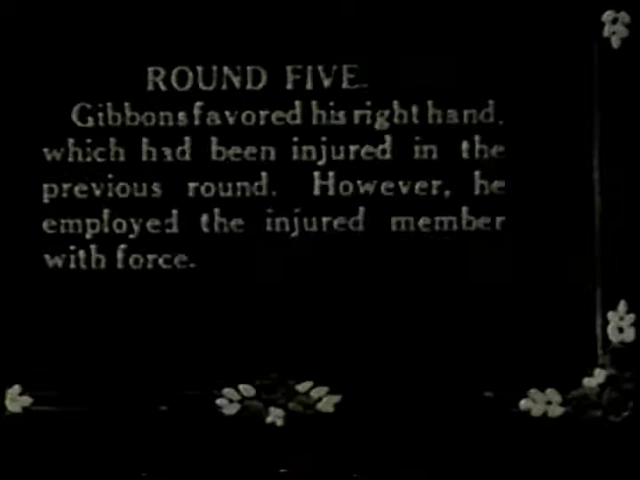 ROUND FIVE.
Gibbons favored his right hand,
which had been injured in the
previous round. However, he
employed the injured member
with force.